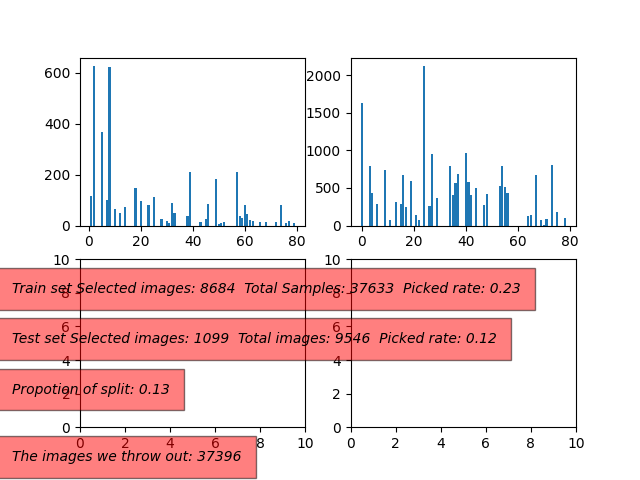 600
400
200
0
0 20 40 60 80
2000
1500
1000
500
0
0 20 40 60 80
10
8
6
4
2
0
0 2 4 6 8 10
10
8
6
4
2
0
0 2 4 6 8 10
Train set Selected images: 8684 Total Samples: 37633 Picked rate: 0.23
Test set Selected images: 1099 Total images: 9546 Picked rate: 0.12
Propotion of split: 0.13
The images we throw out: 37396